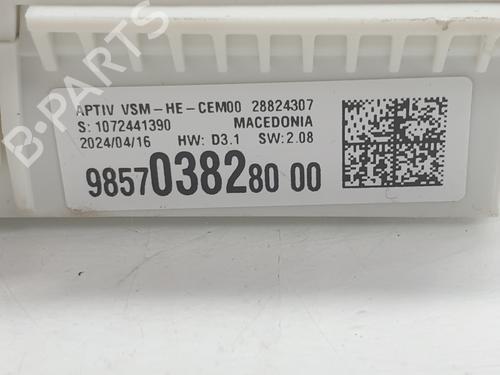 APTIV VSM-HE-CEM00 28824307
S: 1072441390 MACEDONIA
2024/04/16 HW: D3.1 SW:2.08
9857038280 00
B-PARTS